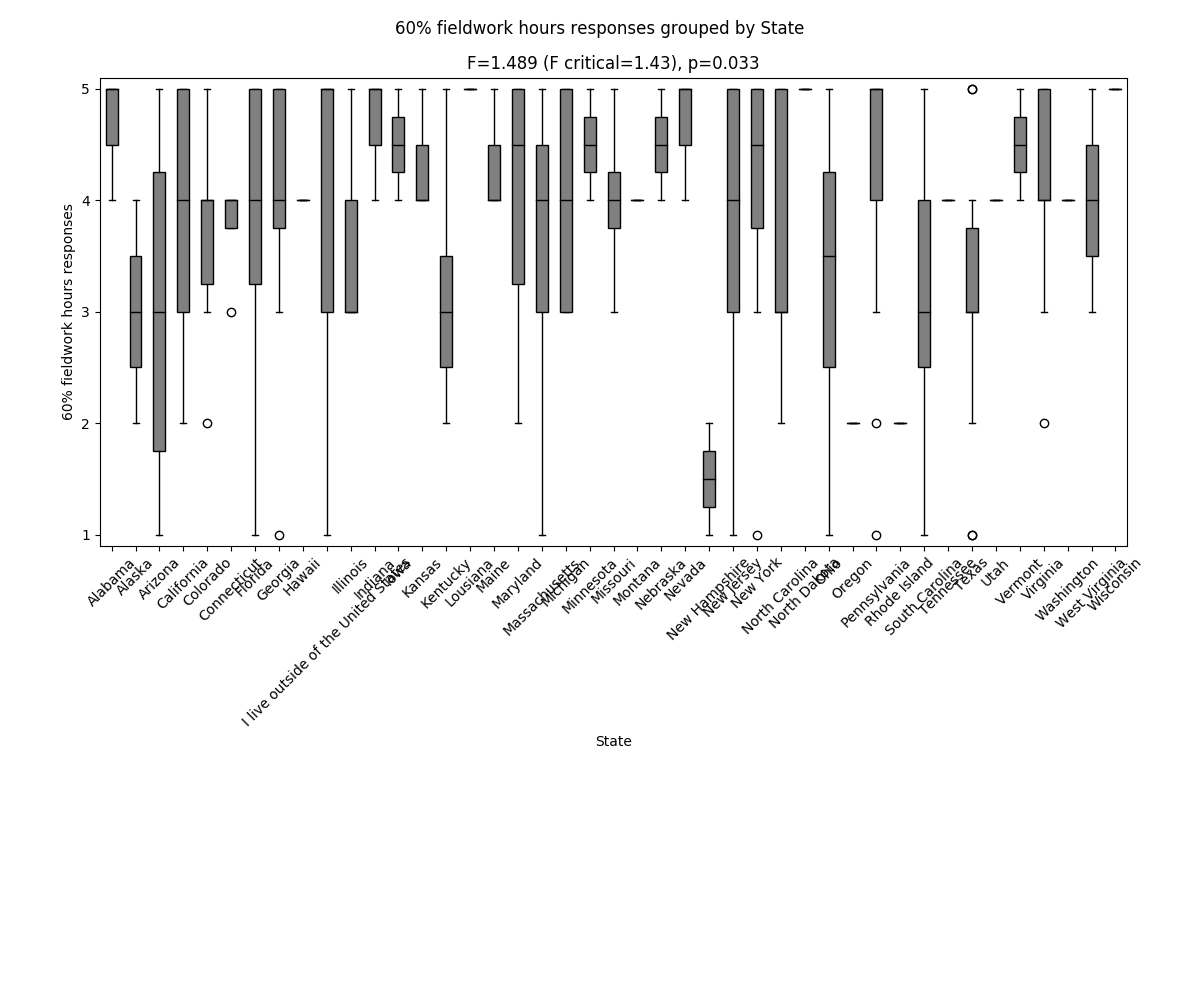 60% fieldwork hours responses grouped by State
F=1.489 (F critical=1.43), p=0.033
60% fieldwork hours responses
5
4
3
2
1
Alabama
Alaska
Arizona
California
Colorado
Connecticut
Florida
Georgia
Hawaii
I live outside of the United States
Illinois
Indiana
Iowa
Kansas
Kentucky
Lousiana
Maine
Maryland
Massachusetts
Michigan
Minnesota
Missouri
Montana
Nebraska
Nevada
New Hampshire
New Jersey
New York
North Carolina
North Dakota
Ohio
Oregon
Pennsylvania
Rhode Island
South Carolina
Tennessee
Texas
Utah
Vermont
Virginia
Washington
West Virginia
Wisconsin
State